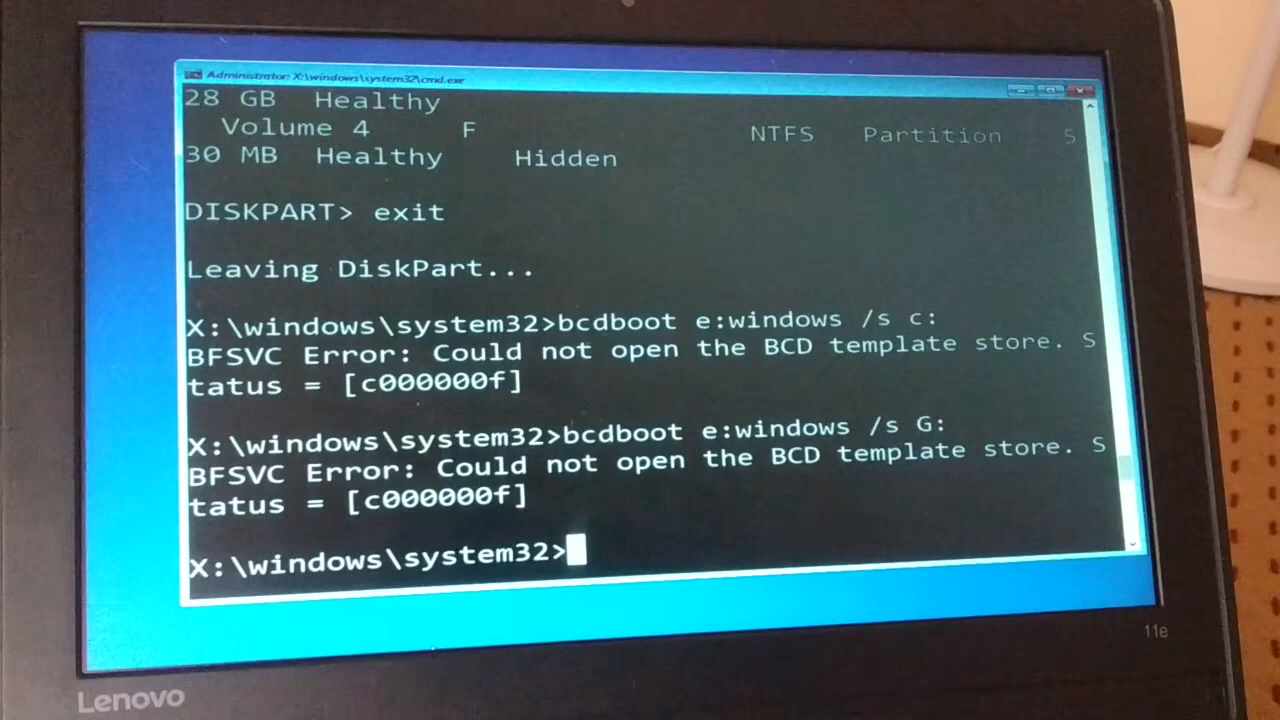 Administrator: X:\windows\system32\cmd.exe
28 GB Healthy
Volume 4 F NTFS Partition 5
30 MB Healthy Hidden
DISKPART> exit
Leaving DiskPart...
X:\windows\system32>bcdboot e:windows /s c:
BFSVC Error: Could not open the BCD template store. S
tatus = [c000000f]
X:\windows\system32>bcdboot e:windows /s G:
BFSVC Error: Could not open the BCD template store. S
tatus = [c000000f]
X:\windows\system32>
11e
Lenovo